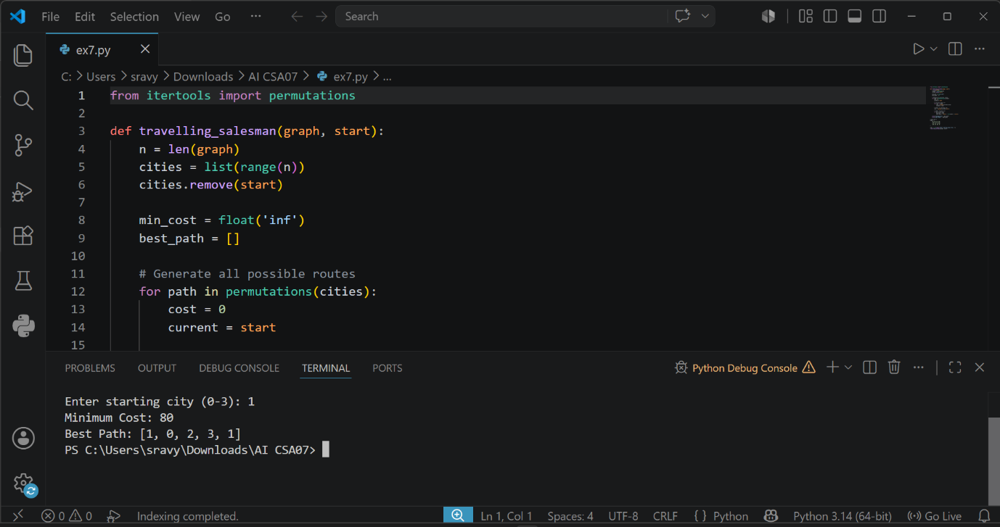 File Edit Selection View Go ··· Search
ex7.py
C: > Users > sravy > Downloads > AI CSA07 > ex7.py > ...
1 from itertools import permutations
2
3 def travelling_salesman(graph, start):
4     n = len(graph)
5     cities = list(range(n))
6     cities.remove(start)
7
8     min_cost = float('inf')
9     best_path = []
10
11     # Generate all possible routes
12     for path in permutations(cities):
13         cost = 0
14         current = start
15
PROBLEMS OUTPUT DEBUG CONSOLE TERMINAL PORTS Python Debug Console
Enter starting city (0-3): 1
Minimum Cost: 80
Best Path: [1, 0, 2, 3, 1]
PS C:\Users\sravy\Downloads\AI CSA07>
0 0 Indexing completed. Ln 1, Col 1 Spaces: 4 UTF-8 CRLF { } Python Python 3.14 (64-bit) Go Live